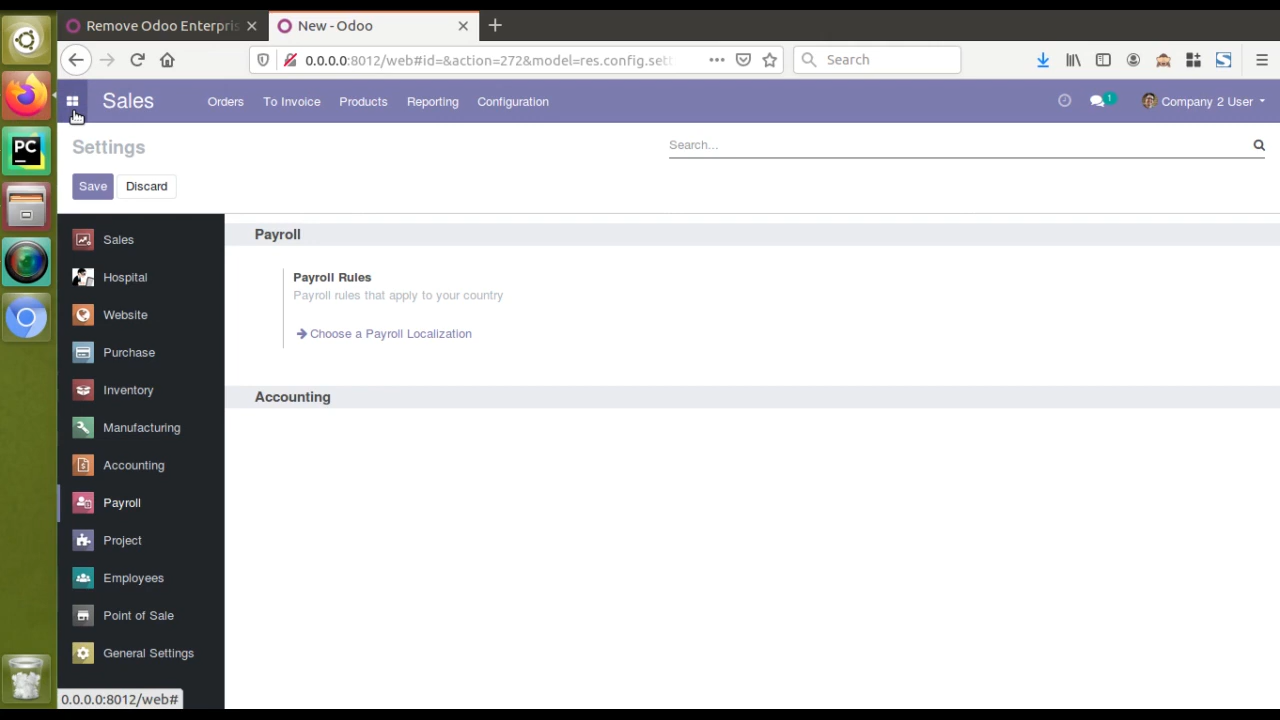 Remove Odoo Enterpris
New - Odoo
0.0.0.0:8012/web#id=&action=272&model=res.config.sett
Search
Sales
Orders
To Invoice
Products
Reporting
Configuration
1
Company 2 User
Settings
Search...
Save
Discard
Sales
Hospital
Website
Purchase
Inventory
Manufacturing
Accounting
Payroll
Project
Employees
Point of Sale
General Settings
Payroll
Payroll Rules
Payroll rules that apply to your country
Choose a Payroll Localization
Accounting
PC
0.0.0.0:8012/web#